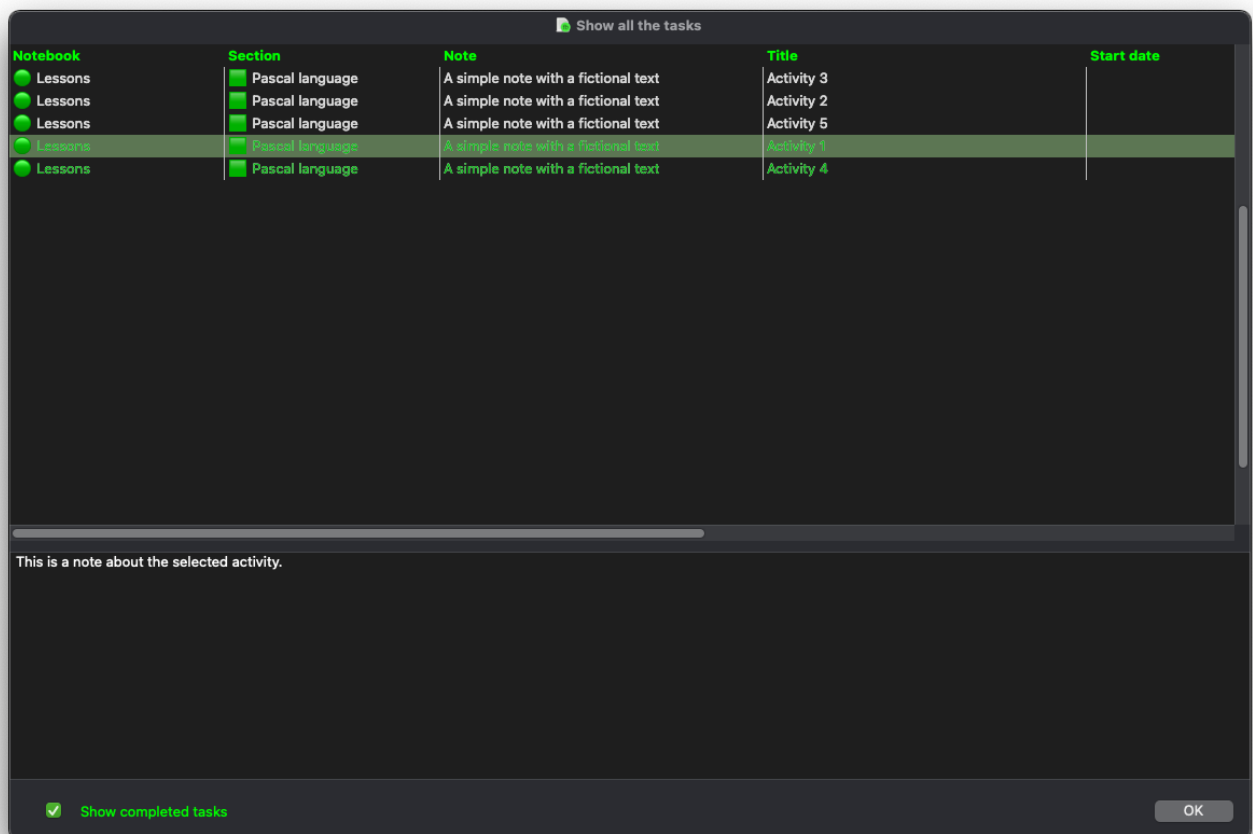 Show all the tasks
Notebook Section Note Title Start date
Lessons Pascal language A simple note with a fictional text Activity 3
Lessons Pascal language A simple note with a fictional text Activity 2
Lessons Pascal language A simple note with a fictional text Activity 5
Lessons Pascal language A simple note with a fictional text Activity 1
Lessons Pascal language A simple note with a fictional text Activity 4
This is a note about the selected activity.
Show completed tasks OK